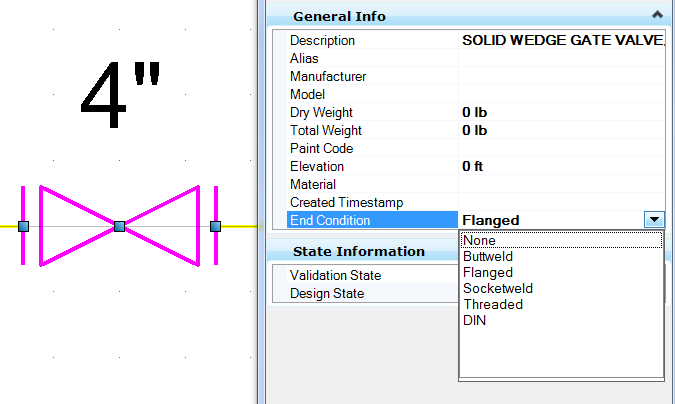 4"
General Info
Description SOLID WEDGE GATE VALVE,
Alias
Manufacturer
Model
Dry Weight 0 lb
Total Weight 0 lb
Paint Code
Elevation 0 ft
Material
Created Timestamp
End Condition Flanged
None
Buttweld
Flanged
Socketweld
Threaded
DIN
State Information
Validation State
Design State